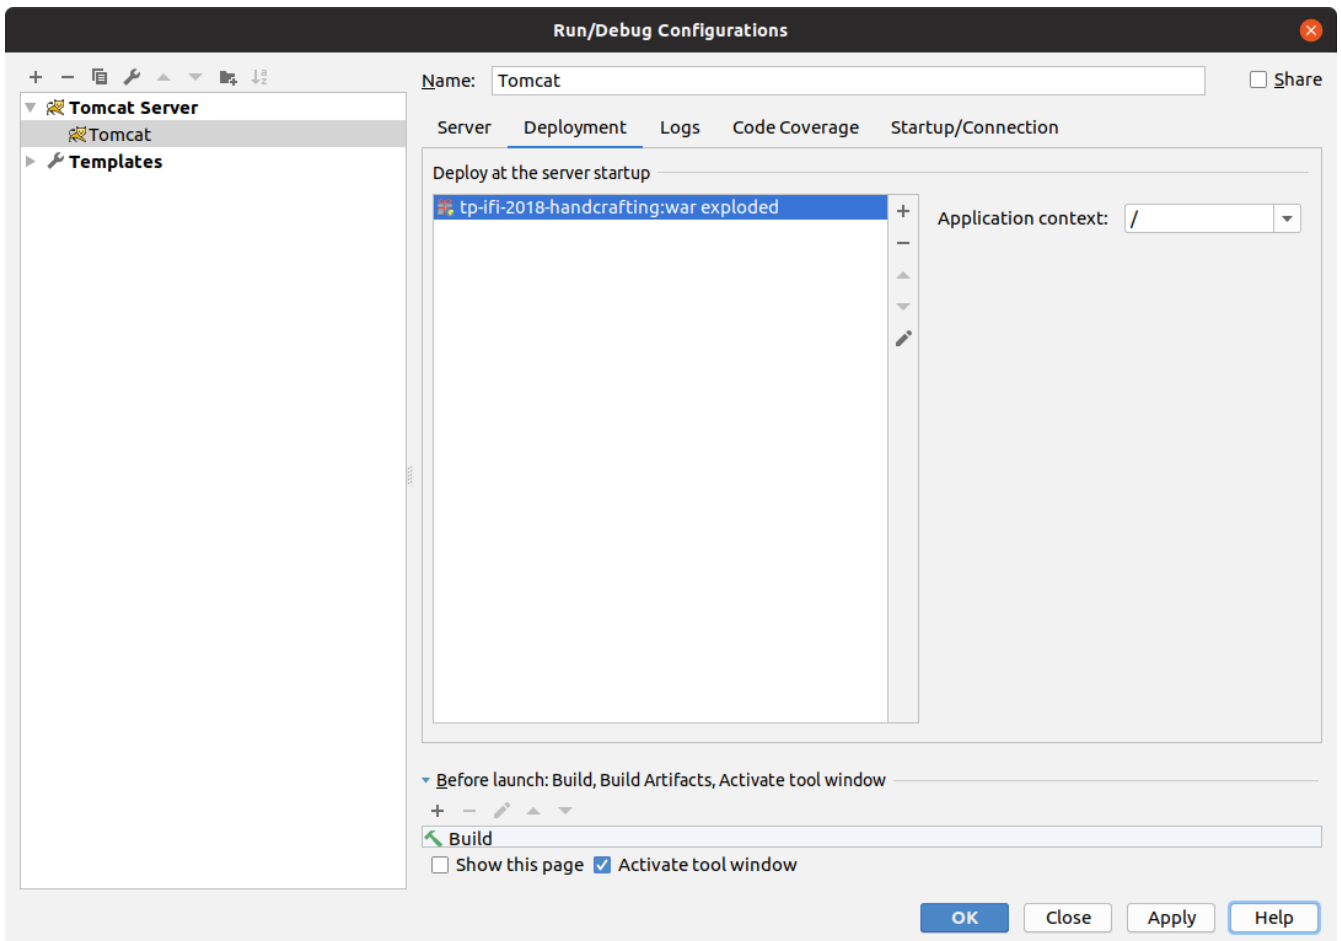 Run/Debug Configurations
Name: Tomcat
Share
Tomcat Server
Tomcat
Templates
Server Deployment Logs Code Coverage Startup/Connection
Deploy at the server startup
tp-ifi-2018-handcrafting:war exploded
Application context: /
Before launch: Build, Build Artifacts, Activate tool window
Build
Show this page Activate tool window
OK Close Apply Help